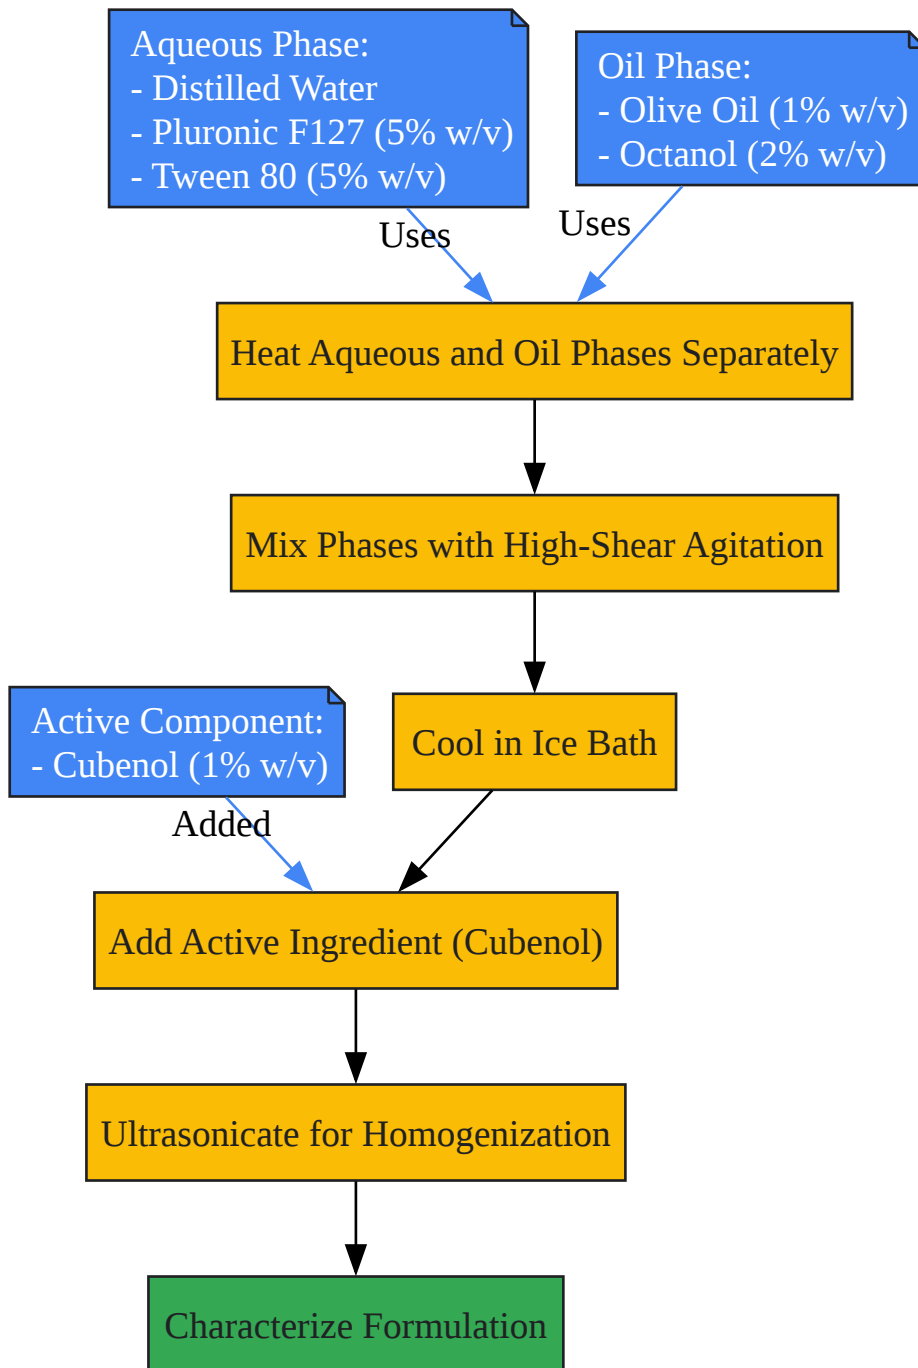 Aqueous Phase:
- Distilled Water
- Pluronic F127 (5% w/v)
- Tween 80 (5% w/v)
Oil Phase:
- Olive Oil (1% w/v)
- Octanol (2% w/v)
Uses
Uses
Heat Aqueous and Oil Phases Separately
Mix Phases with High-Shear Agitation
Active Component:
- Cubenol (1% w/v)
Cool in Ice Bath
Added
Add Active Ingredient (Cubenol)
Ultrasonicate for Homogenization
Characterize Formulation